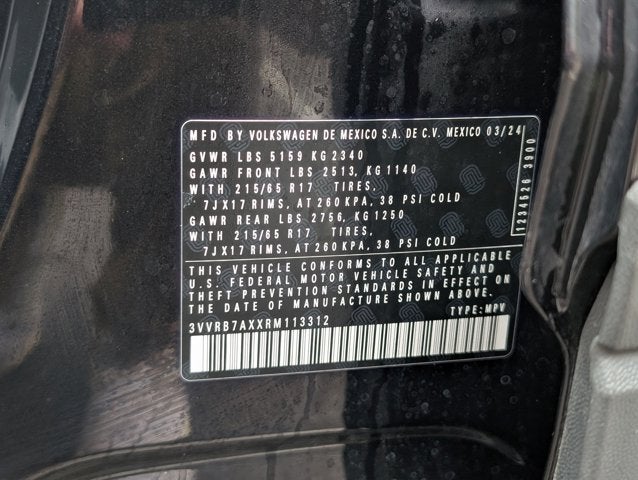 MFD BY VOLKSWAGEN DE MEXICO S.A. DE C.V. MEXICO 03/24
GVWR LBS 5159 KG 2340
GAWR FRONT LBS 2513, KG 1140
WITH 215/65 R17 TIRES,
7JX17 RIMS, AT 260 KPA, 38 PSI COLD
GAWR REAR LBS 2756, KG 1250
WITH 215/65 R17 TIRES,
7JX17 RIMS, AT 260 KPA, 38 PSI COLD
1234526 3900
THIS VEHICLE CONFORMS TO ALL APPLICABLE
U.S. FEDERAL MOTOR VEHICLE SAFETY AND
THEFT PREVENTION STANDARDS IN EFFECT ON
THE DATE OF MANUFACTURE SHOWN ABOVE.
3VVRB7AXXRM113312 TYPE: MPV